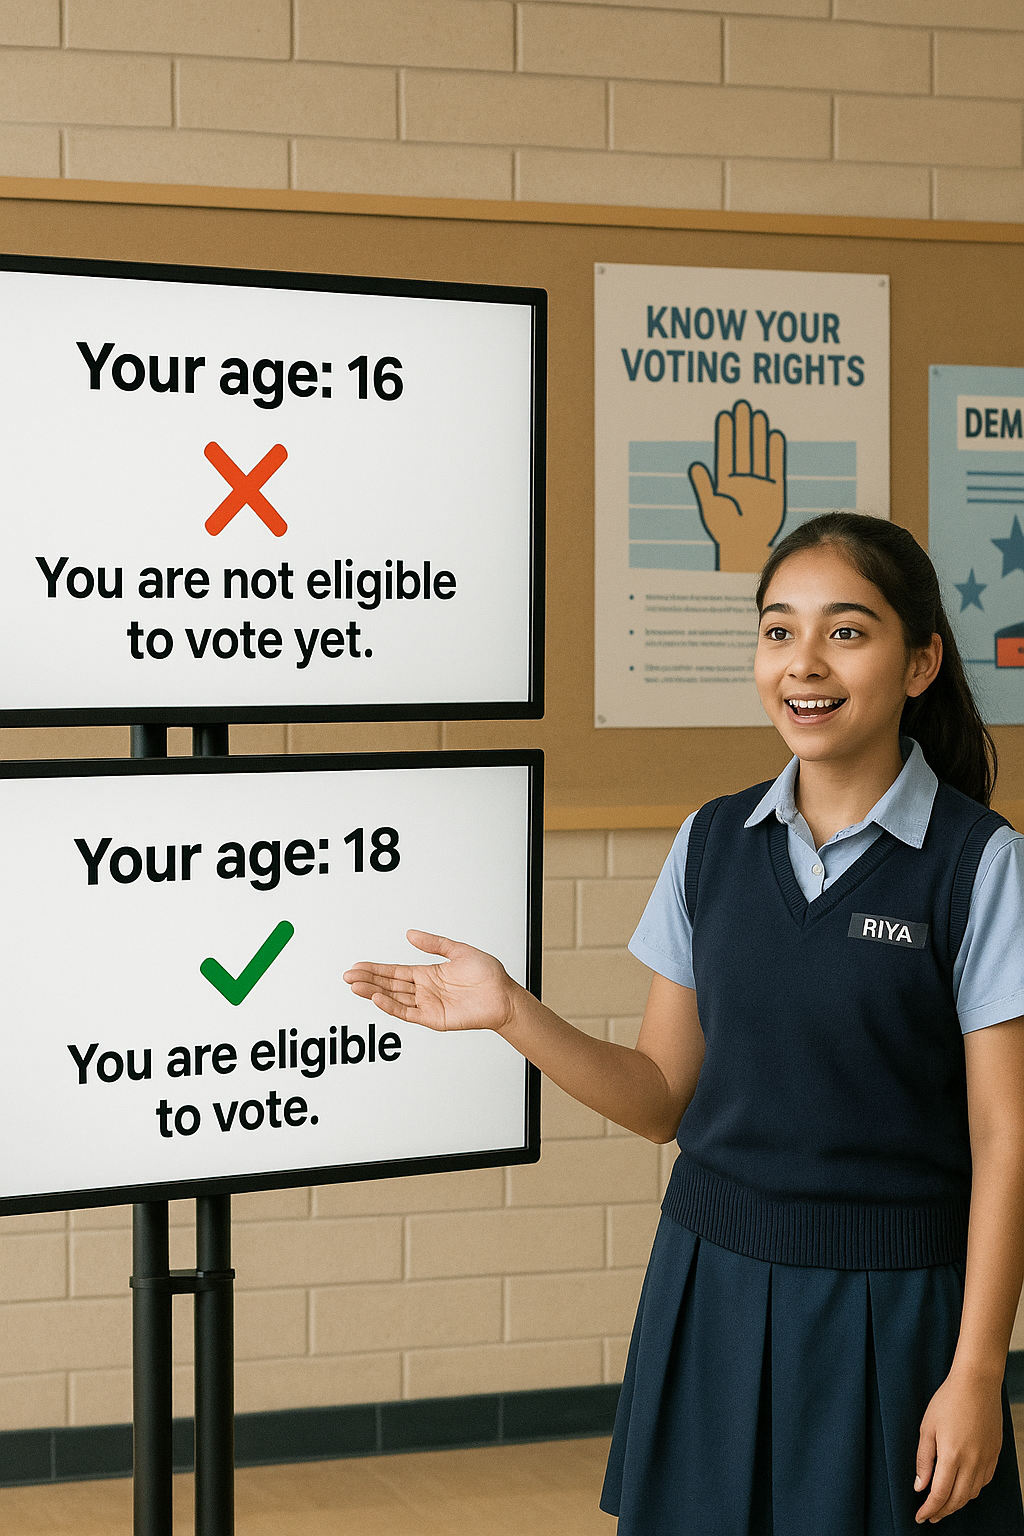 Your age: 16
You are not eligible
to vote yet.
Your age: 18
You are eligible
to vote.
KNOW YOUR
VOTING RIGHTS
DEM
RIYA